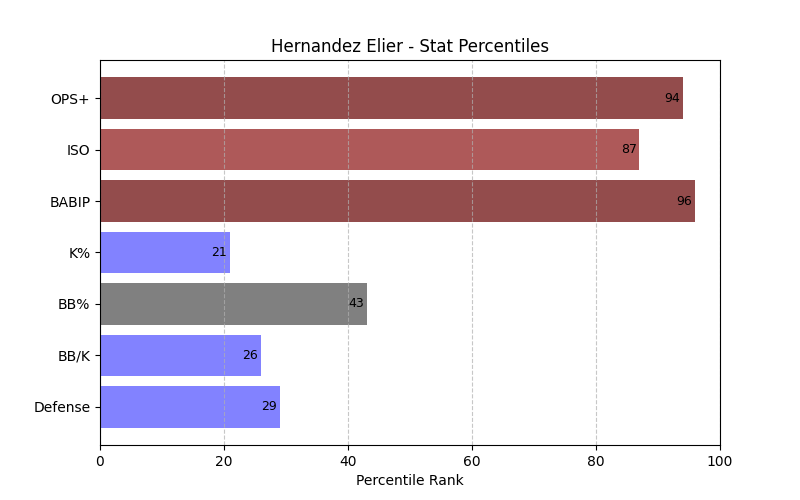 Hernandez Elier - Stat Percentiles
OPS+ 94
ISO 87
BABIP 96
K% 21
BB% 43
BB/K 26
Defense 29
0 20 40 60 80 100
Percentile Rank